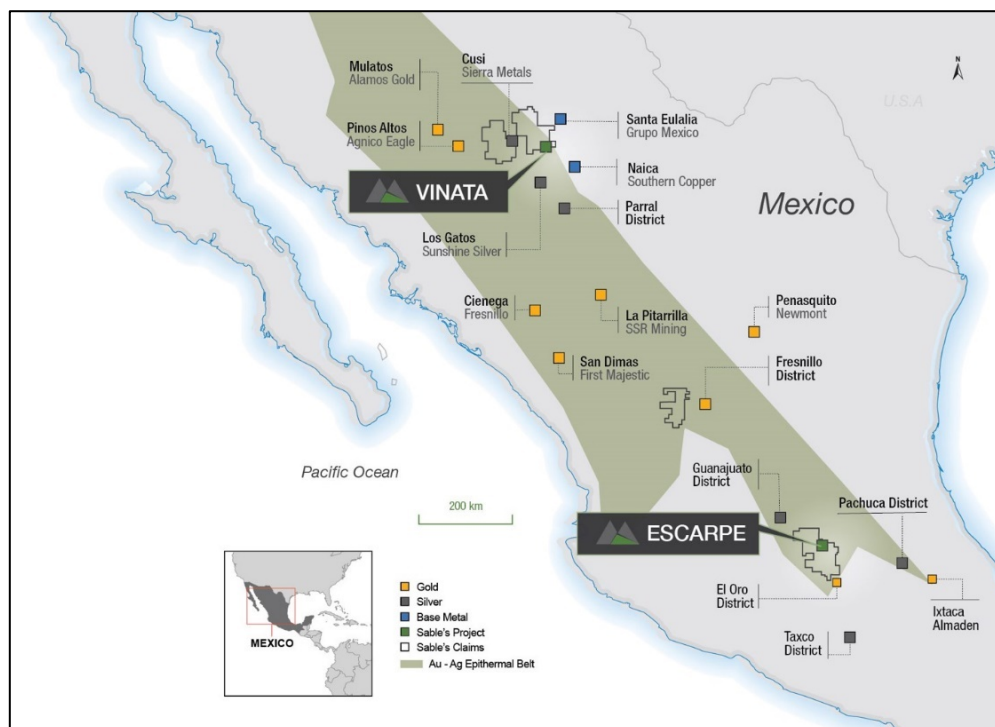 Mulatos
Alamos Gold
Cusi
Sierra Metals
N
U.S.A
Pinos Altos
Agnico Eagle
Santa Eulalia
Grupo Mexico
VINATA
Naica
Southern Copper
Parral
District
Mexico
Los Gatos
Sunshine Silver
Cienega
Fresnillo
La Pitarrilla
SSR Mining
Penasquito
Newmont
San Dimas
First Majestic
Fresnillo
District
Pacific Ocean
Guanajuato
District
Pachuca District
200 km
ESCARPE
El Oro
District
Ixtaca
Almaden
Taxco
District
MEXICO
Gold
Silver
Base Metal
Sable's Project
Sable's Claims
Au - Ag Epithermal Belt